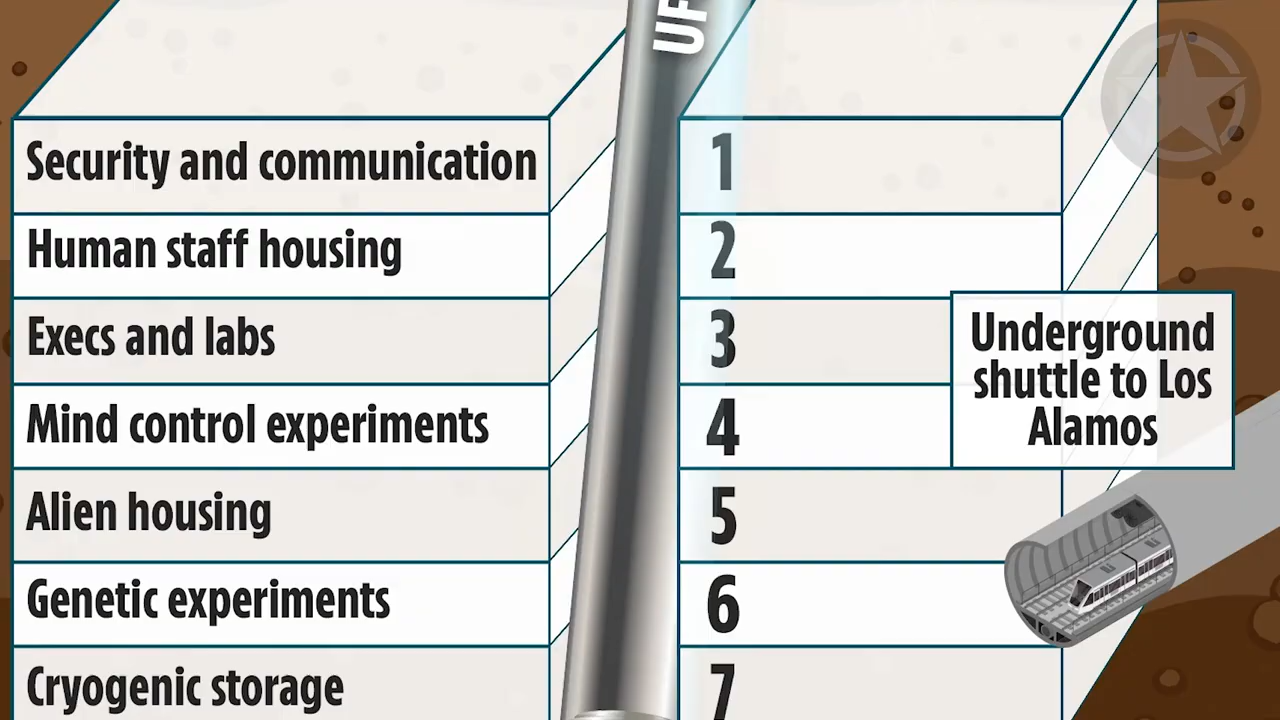 UF
Security and communication
1
Human staff housing
2
Execs and labs
3
Mind control experiments
4
Alien housing
5
Genetic experiments
6
Cryogenic storage
7
Underground
shuttle to Los
Alamos